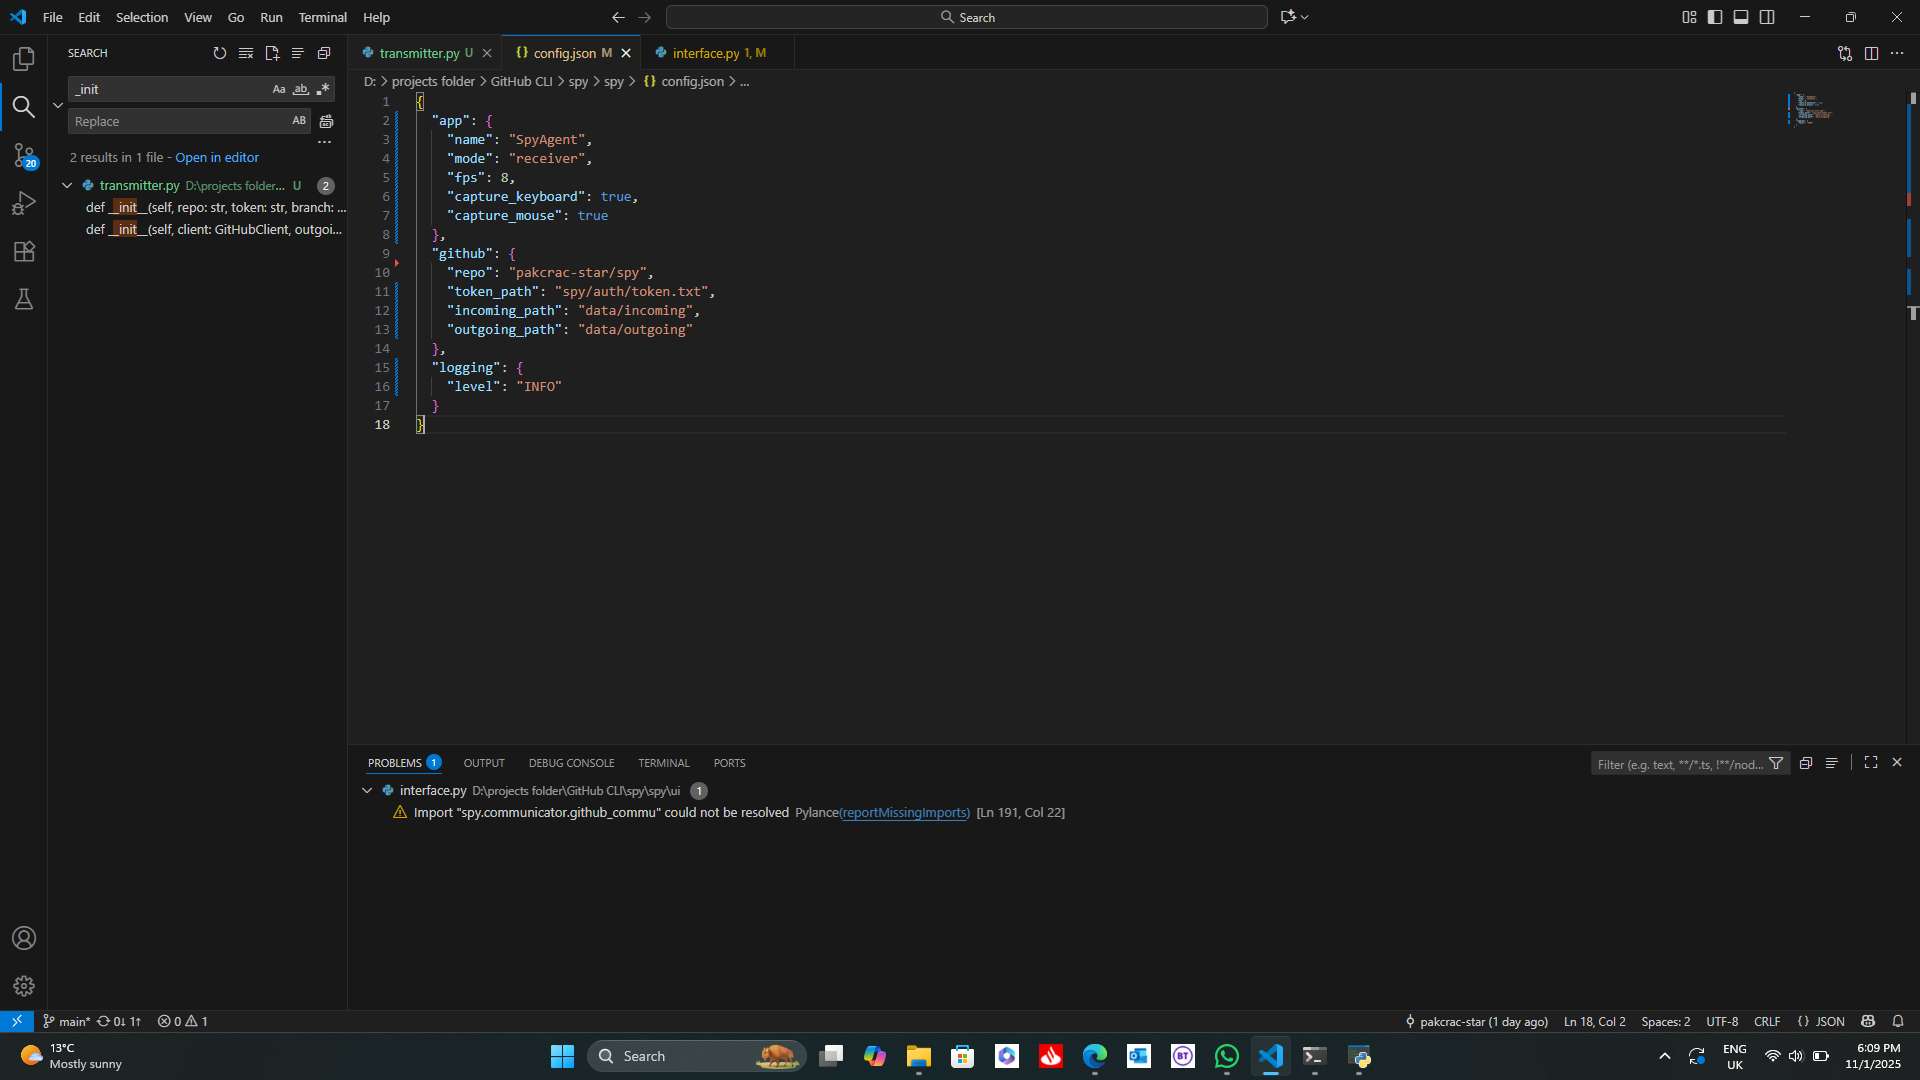 File Edit Selection View Go Run Terminal Help
Search
SEARCH
_init
Aa ab .*
Replace
AB
2 results in 1 file - Open in editor
transmitter.py D:\projects folder... U 2
def __init__(self, repo: str, token: str, branch: ...
def __init__(self, client: GitHubClient, outgoi...
20
transmitter.py U
config.json M
interface.py 1, M
D: > projects folder > GitHub CLI > spy > spy > {} config.json > ...
1 {
2 "app": {
3 "name": "SpyAgent",
4 "mode": "receiver",
5 "fps": 8,
6 "capture_keyboard": true,
7 "capture_mouse": true
8 },
9 "github": {
10 "repo": "pakcrac-star/spy",
11 "token_path": "spy/auth/token.txt",
12 "incoming_path": "data/incoming",
13 "outgoing_path": "data/outgoing"
14 },
15 "logging": {
16 "level": "INFO"
17 }
18 }
PROBLEMS 1 OUTPUT DEBUG CONSOLE TERMINAL PORTS
Filter (e.g. text, **/*.ts, !**/nod...
interface.py D:\projects folder\GitHub CLI\spy\spy\ui 1
Import "spy.communicator.github_commu" could not be resolved Pylance(reportMissingImports) [Ln 191, Col 22]
main* 0↓ 1↑ 0 1
pakcrac-star (1 day ago) Ln 18, Col 2 Spaces: 2 UTF-8 CRLF {} JSON
13°C
Mostly sunny
Search
BT
ENG
UK
6:09 PM
11/1/2025